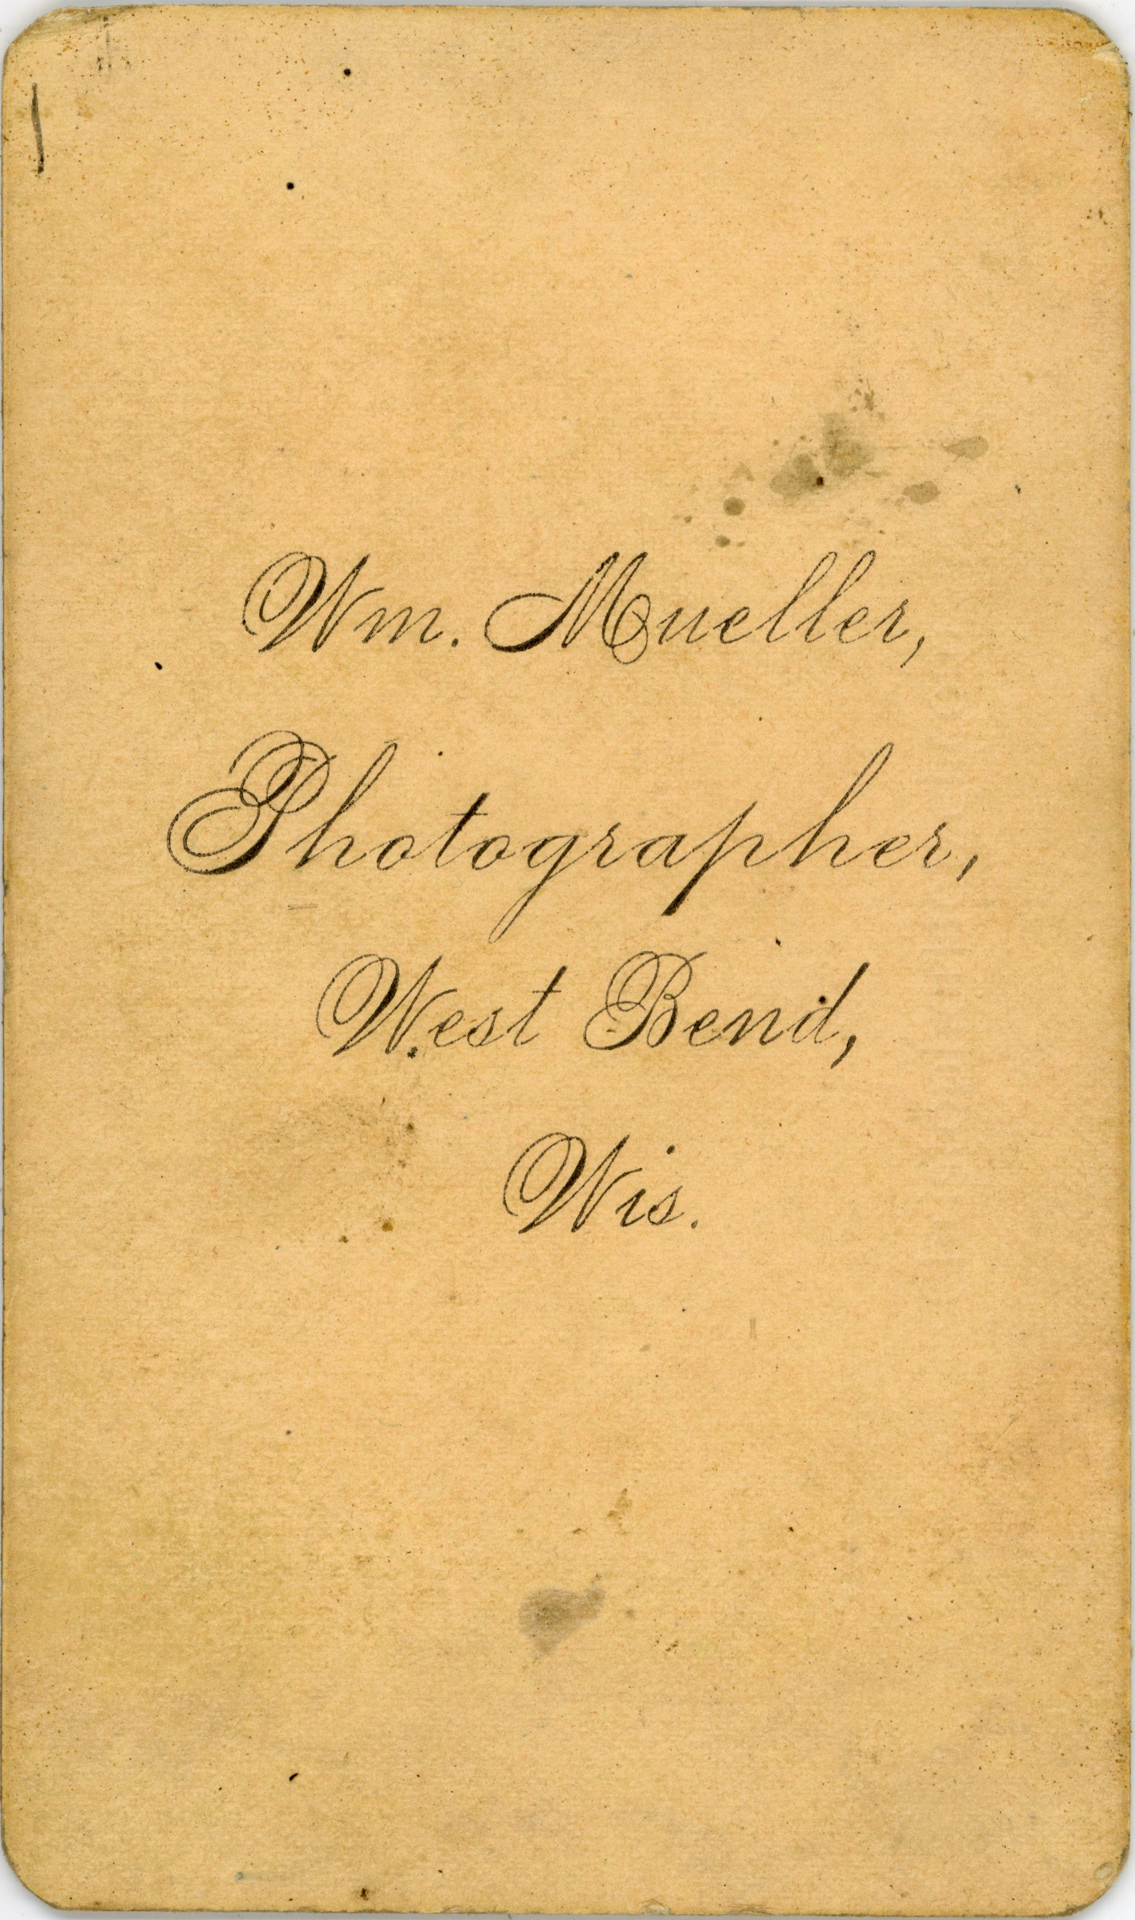 Wm. Mueller,
Photographer,
West Bend,
Wis.